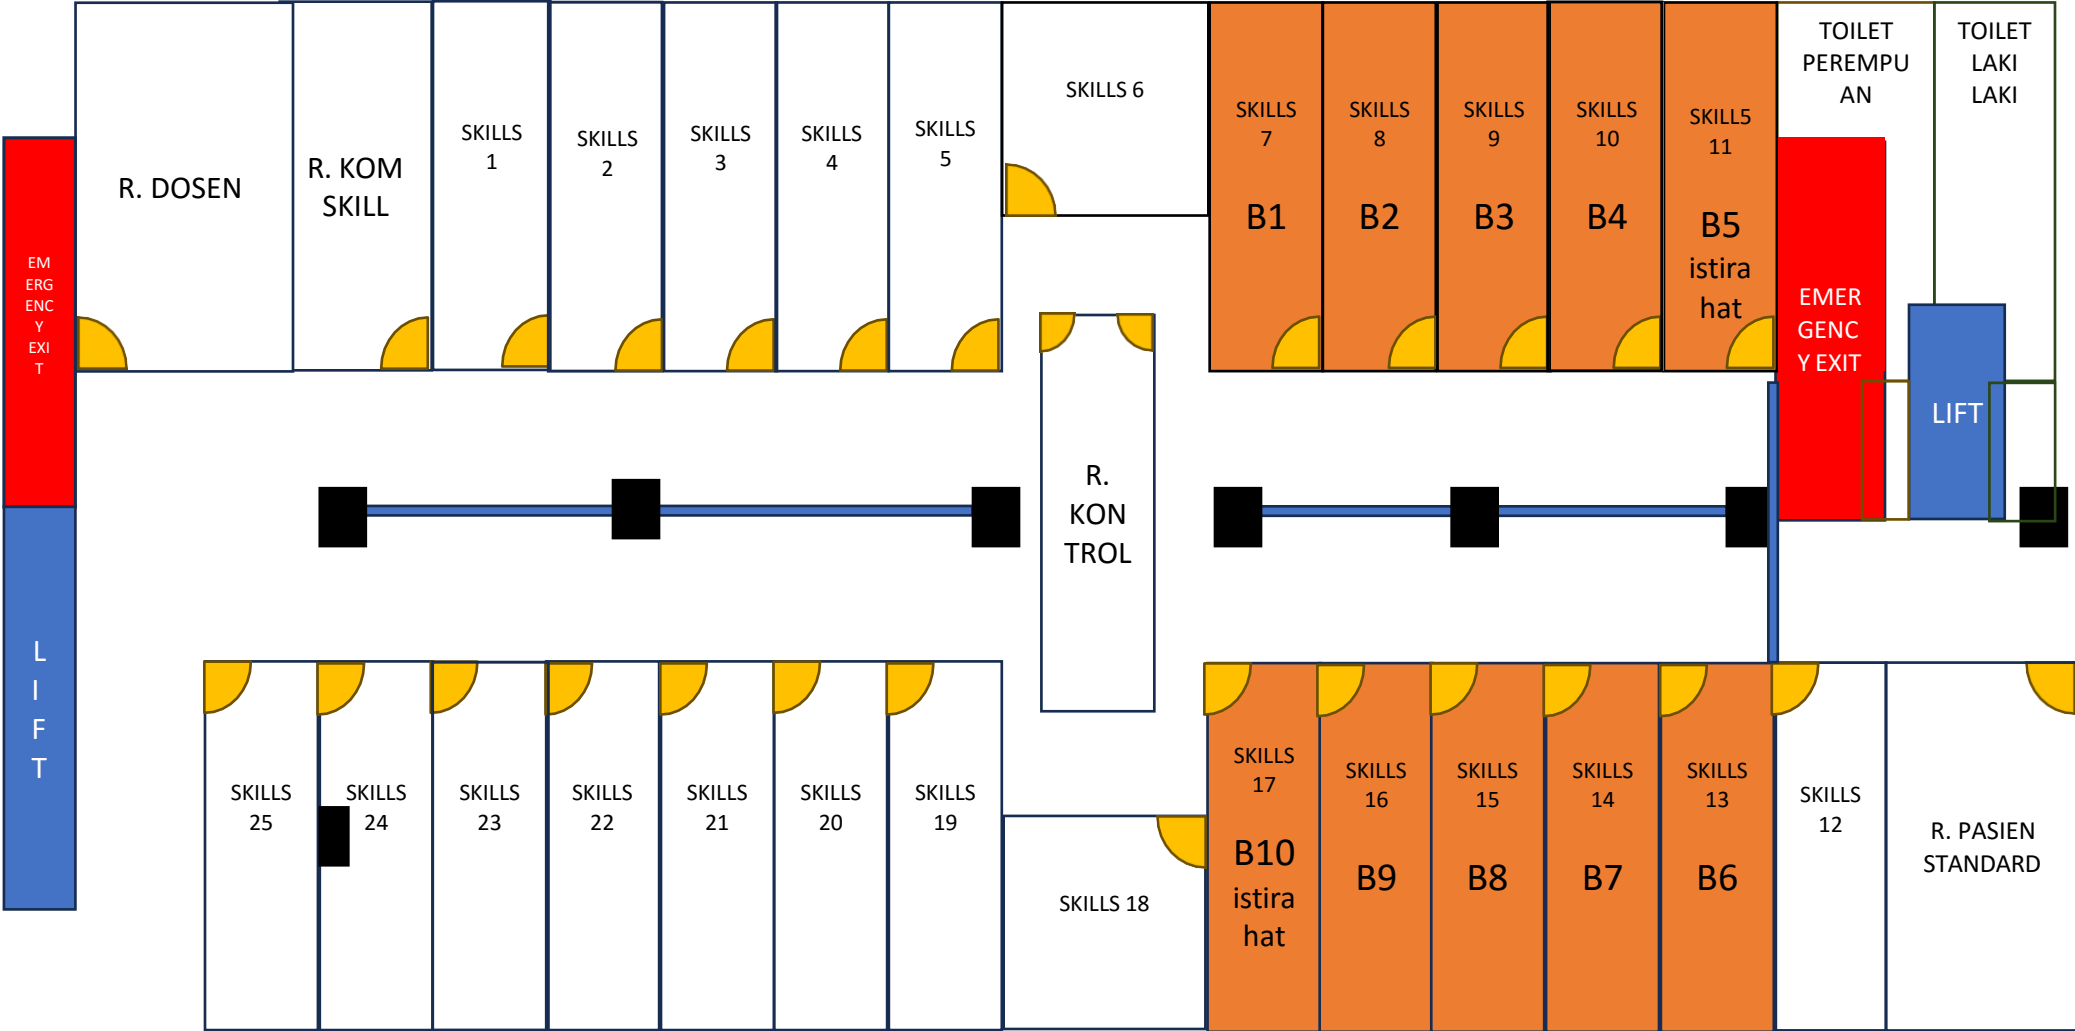 R. DOSEN
R. KOM
SKILL
SKILLS
1
SKILLS
2
SKILLS
3
SKILLS
4
SKILLS
5
SKILLS 6
SKILLS
7
B1
SKILLS
8
B2
SKILLS
9
B3
SKILLS
10
B4
SKILL5
11
B5
istira
hat
TOILET
PEREMPU
AN
TOILET
LAKI
LAKI
EM
ERG
ENC
Y
EXI
T
EMER
GENC
Y EXIT
LIFT
R.
KON
TROL
L
I
F
T
SKILLS
25
SKILLS
24
SKILLS
23
SKILLS
22
SKILLS
21
SKILLS
20
SKILLS
19
SKILLS 18
SKILLS
17
B10
istira
hat
SKILLS
16
B9
SKILLS
15
B8
SKILLS
14
B7
SKILLS
13
B6
SKILLS
12
R. PASIEN
STANDARD